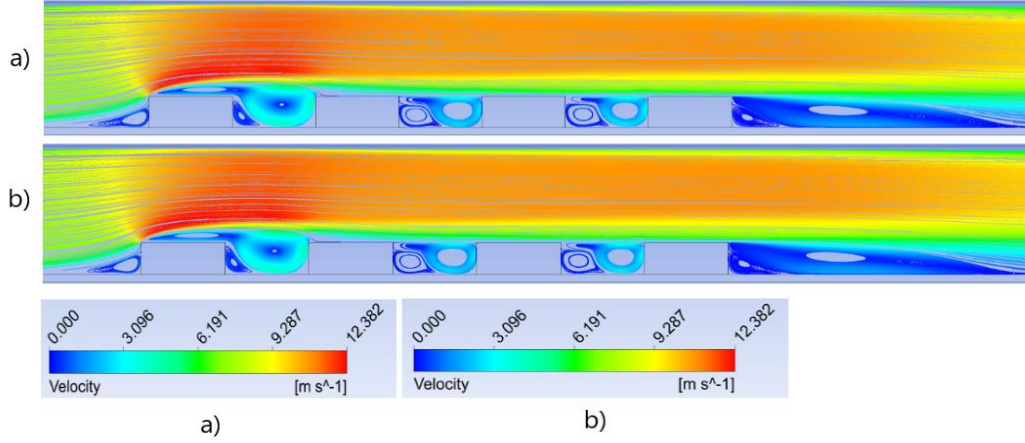 a)
b)
0.000 3.096 6.191 9.287 12.382
Velocity [m s^-1]
0.000 3.096 6.191 9.287 12.382
Velocity [m s^-1]
a) b)